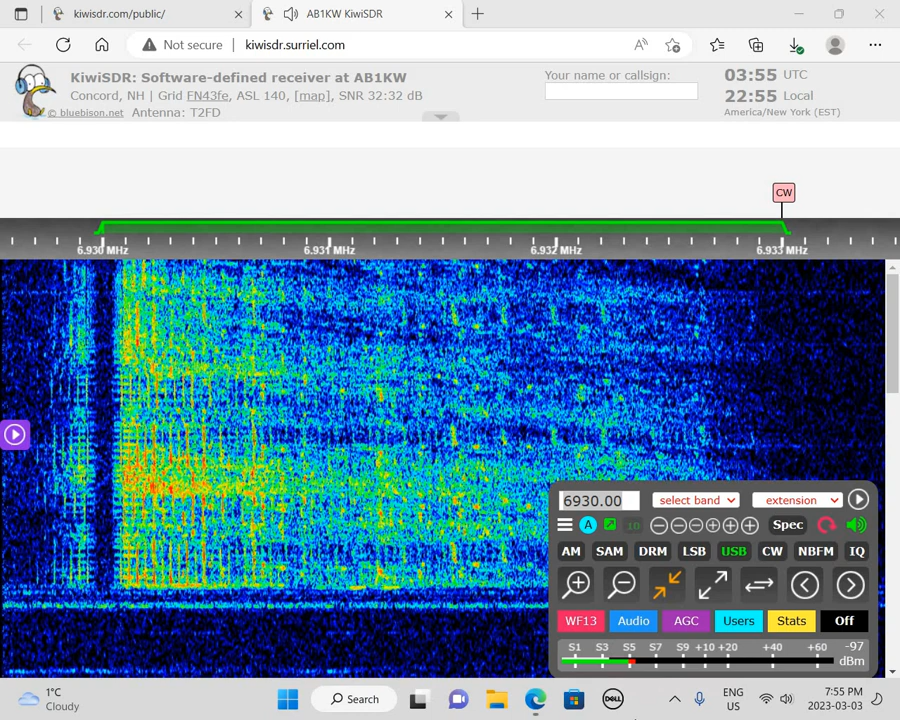 kiwisdr.com/public/
AB1KW KiwiSDR
Not secure
kiwisdr.surriel.com
KiwiSDR: Software-defined receiver at AB1KW
Concord, NH | Grid FN43fe, ASL 140, [map], SNR 32:32 dB
© bluebison.net Antenna: T2FD
Your name or callsign:
03:55 UTC
22:55 Local
America/New York (EST)
CW
6.930 MHz 6.931 MHz 6.932 MHz 6.933 MHz
6930.00 select band extension
A 10 Spec
AM SAM DRM LSB USB CW NBFM IQ
WF13 Audio AGC Users Stats Off
S1 S3 S5 S7 S9 +10 +20 +40 +60 -97
dBm
1°C
Cloudy
Search
DELL
ENG
US
7:55 PM
2023-03-03